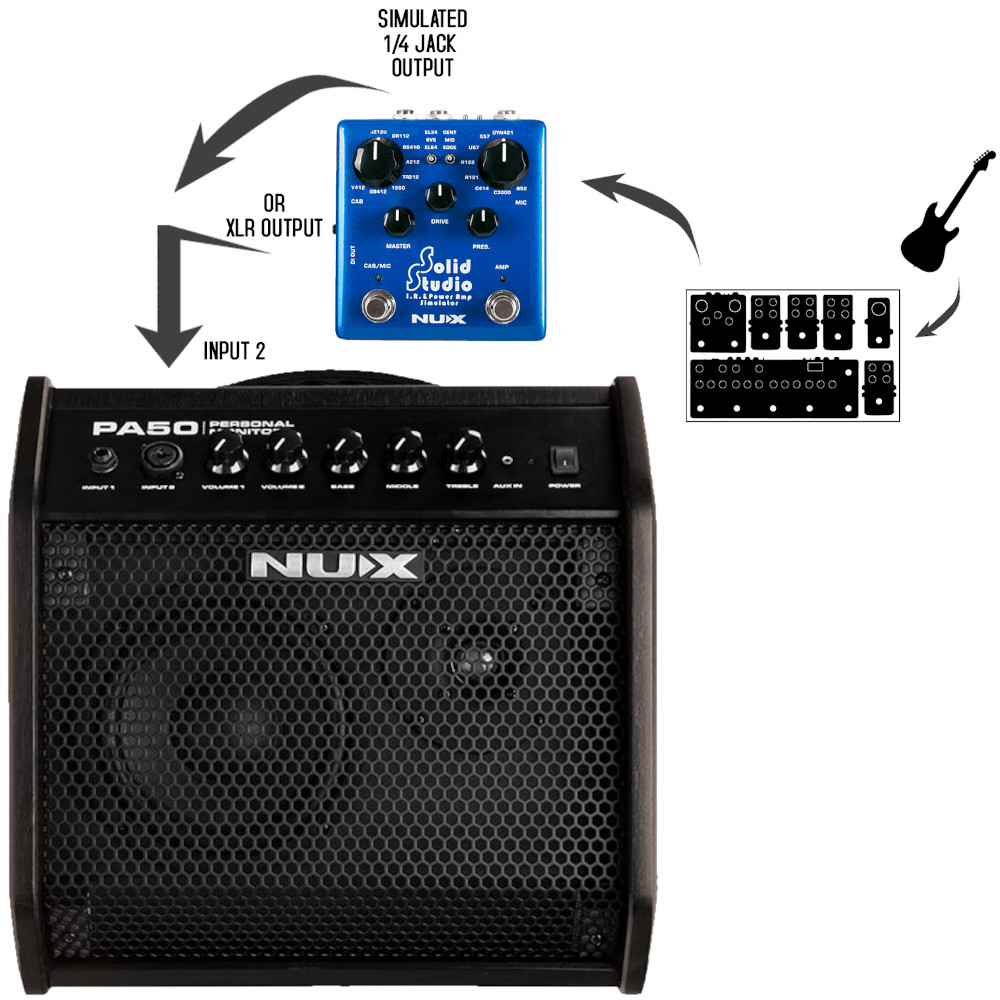 SIMULATED
1/4 JACK
OUTPUT
OR
XLR OUTPUT
INPUT 2
JZ120
DR112
BS410
A212
TR212
1960
GB412
V412
CAB
EL34
6V6
EL84
CENT
MID
EDGE
DYN421
S57
U87
R122
R121
C414
C3000
B52
MIC
DRIVE
MASTER
PRES.
DI OUT
CAB/MIC
AMP
Solid
Studio
I.R. & Power Amp
Simulator
NUX
PA50 PERSONAL
MONITOR
INPUT 1
INPUT 2
VOLUME 1
VOLUME 2
BASS
MIDDLE
TREBLE
AUX IN
POWER
NUX